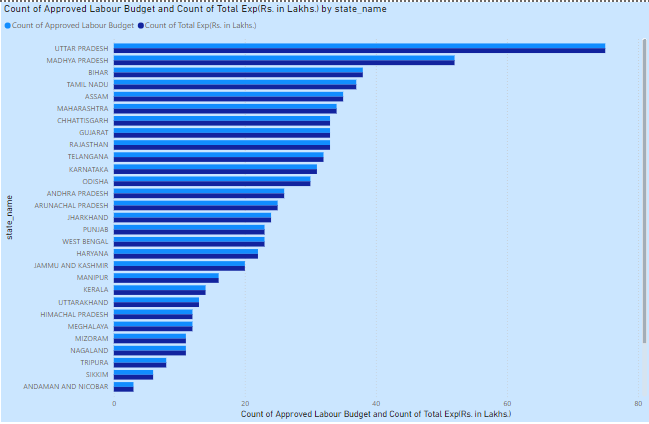 Count of Approved Labour Budget and Count of Total Exp(Rs. in Lakhs.) by state_name
Count of Approved Labour Budget Count of Total Exp(Rs. in Lakhs.)
UTTAR PRADESH
MADHYA PRADESH
BIHAR
TAMIL NADU
ASSAM
MAHARASHTRA
CHHATTISGARH
GUJARAT
RAJASTHAN
TELANGANA
KARNATAKA
ODISHA
ANDHRA PRADESH
ARUNACHAL PRADESH
JHARKHAND
PUNJAB
WEST BENGAL
HARYANA
JAMMU AND KASHMIR
MANIPUR
KERALA
UTTARAKHAND
HIMACHAL PRADESH
MEGHALAYA
MIZORAM
NAGALAND
TRIPURA
SIKKIM
ANDAMAN AND NICOBAR
state_name
0 20 40 60 80
Count of Approved Labour Budget and Count of Total Exp(Rs. in Lakhs.)